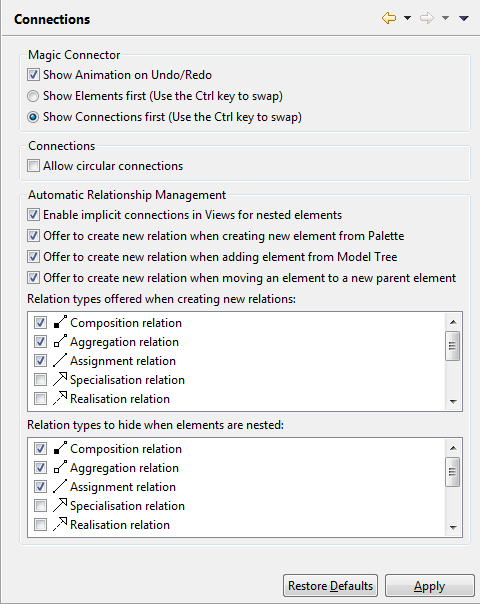 Connections
Magic Connector
Show Animation on Undo/Redo
Show Elements first (Use the Ctrl key to swap)
Show Connections first (Use the Ctrl key to swap)
Connections
Allow circular connections
Automatic Relationship Management
Enable implicit connections in Views for nested elements
Offer to create new relation when creating new element from Palette
Offer to create new relation when adding element from Model Tree
Offer to create new relation when moving an element to a new parent element
Relation types offered when creating new relations:
Composition relation
Aggregation relation
Assignment relation
Specialisation relation
Realisation relation
Relation types to hide when elements are nested:
Composition relation
Aggregation relation
Assignment relation
Specialisation relation
Realisation relation
Restore Defaults Apply